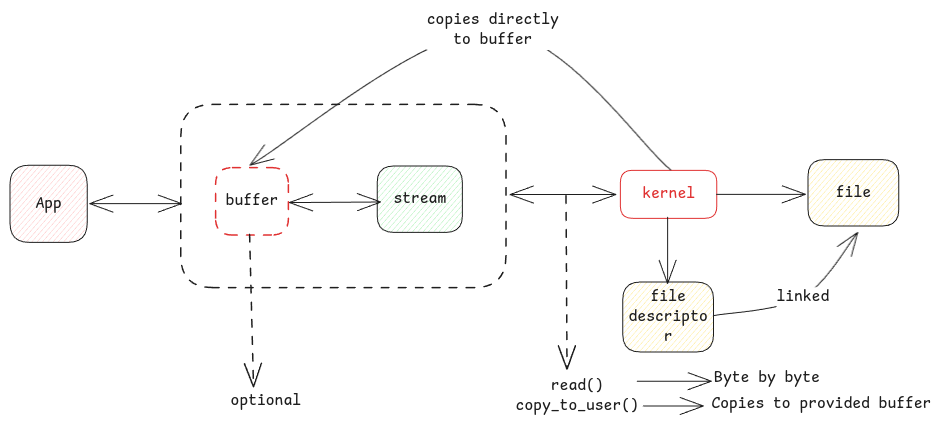 copies directly
to buffer
App
buffer
stream
kernel
file
file
descripto
r
linked
optional
read()
Byte by byte
copy_to_user()
Copies to provided buffer